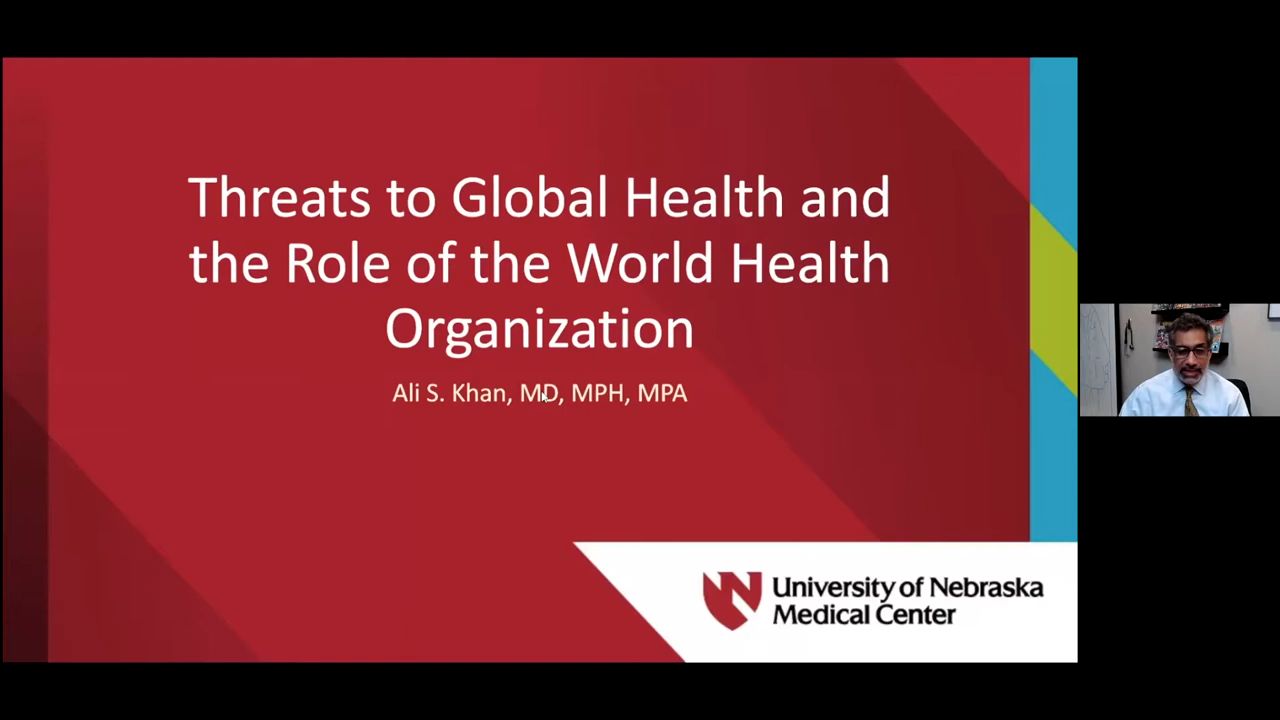 Threats to Global Health and
the Role of the World Health
Organization
Ali S. Khan, MD, MPH, MPA
University of Nebraska
Medical Center